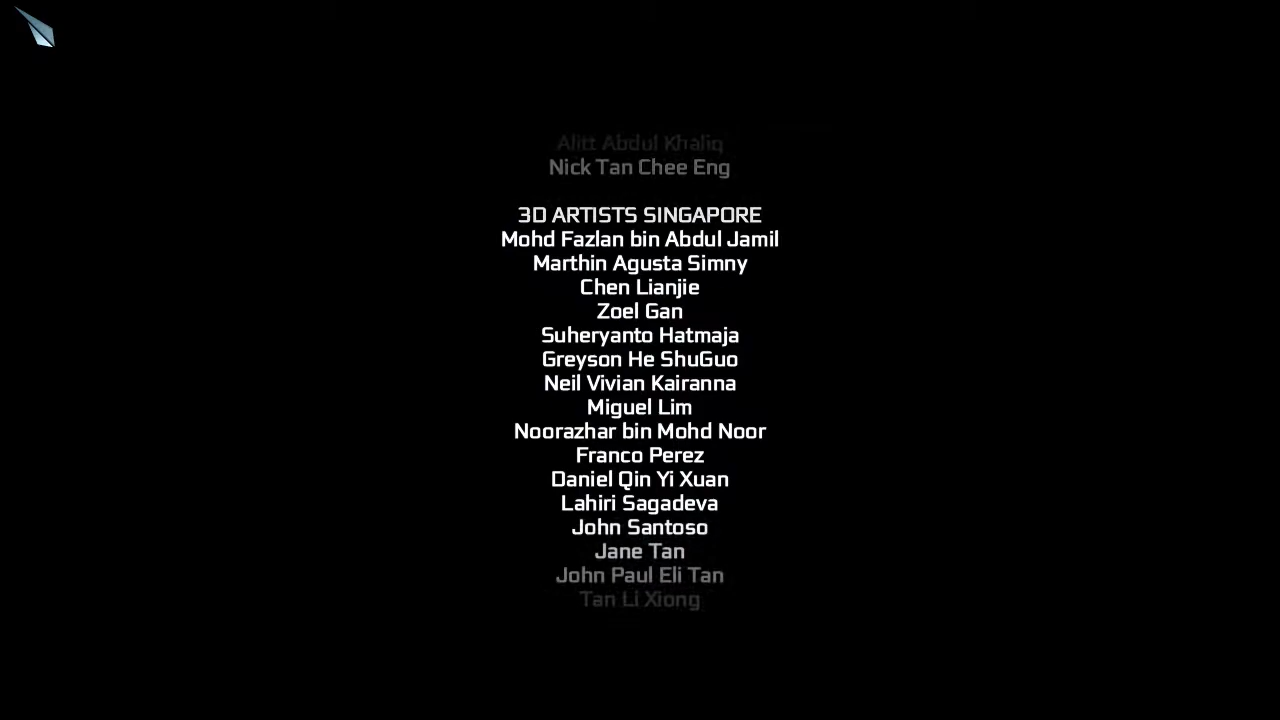 Alitt Abdul Khaliq
Nick Tan Chee Eng
3D ARTISTS SINGAPORE
Mohd Fazlan bin Abdul Jamil
Marthin Agusta Simny
Chen Lianjie
Zoel Gan
Suheryanto Hatmaja
Greyson He ShuGuo
Neil Vivian Kairanna
Miguel Lim
Noorazhar bin Mohd Noor
Franco Perez
Daniel Qin Yi Xuan
Lahiri Sagadeva
John Santoso
Jane Tan
John Paul Eli Tan
Tan Li Xiong